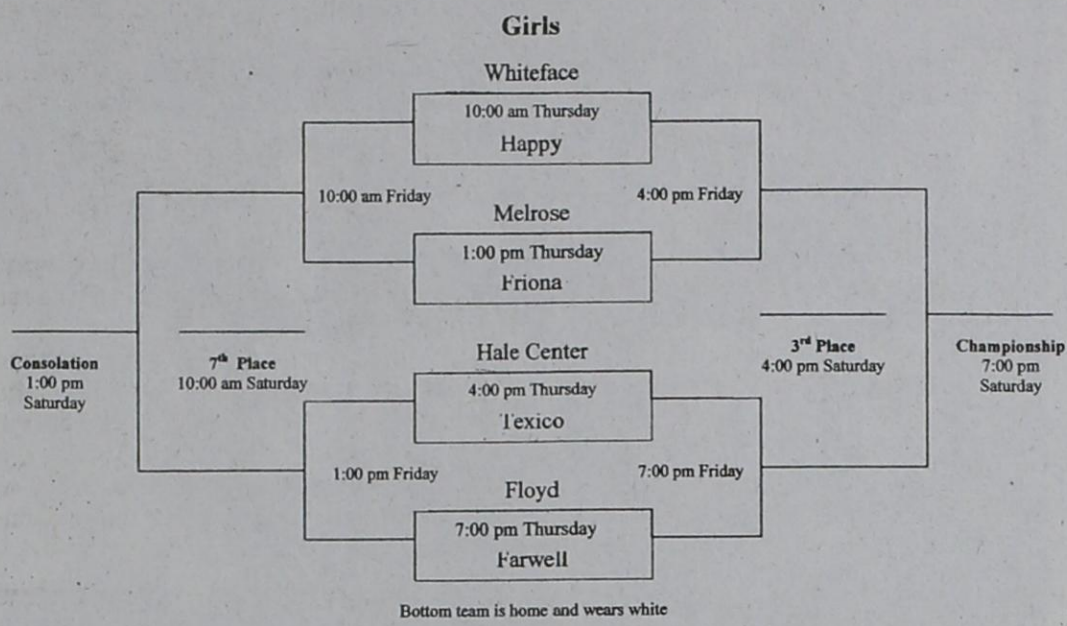 Girls
Whiteface
10:00 am Thursday
Happy
10:00 am Friday
4:00 pm Friday
Melrose
1:00 pm Thursday
Friona
Consolation
1:00 pm
Saturday
7th Place
10:00 am Saturday
Hale Center
4:00 pm Thursday
Texico
3rd Place
4:00 pm Saturday
Championship
7:00 pm
Saturday
1:00 pm Friday
7:00 pm Friday
Floyd
7:00 pm Thursday
Farwell
Bottom team is home and wears white